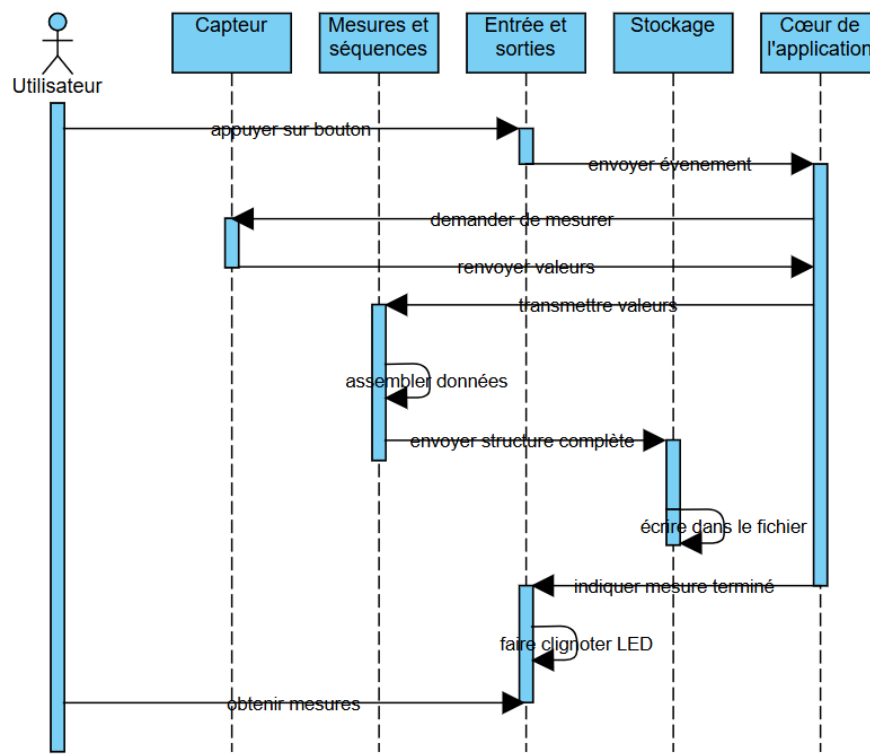 Capteur
Mesures et
séquences
Entrée et
sorties
Stockage
Cœur de
l'application
Utilisateur
appuyer sur bouton
envoyer évenement
demander de mesurer
renvoyer valeurs
transmettre valeurs
assembler données
envoyer structure complète
écrire dans le fichier
indiquer mesure terminé
faire clignoter LED
obtenir mesures